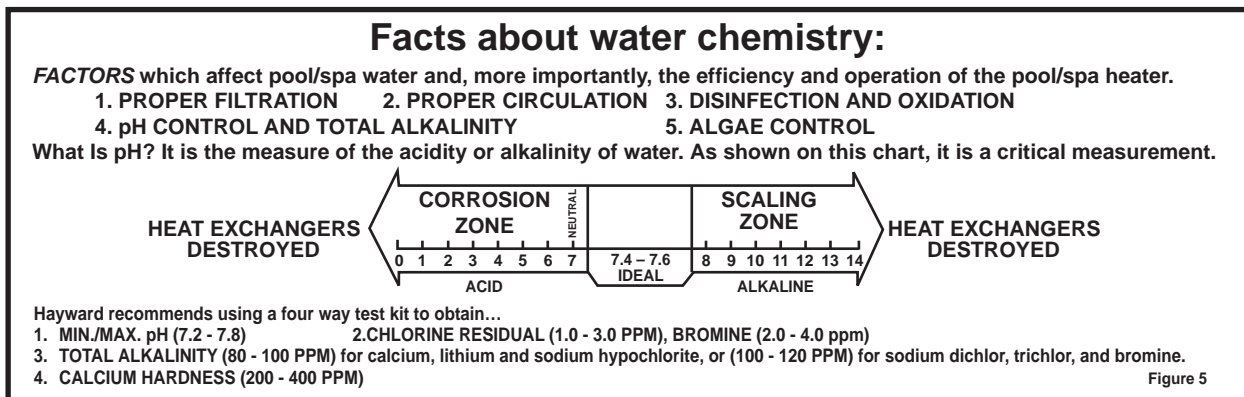 Facts about water chemistry:
FACTORS which affect pool/spa water and, more importantly, the efficiency and operation of the pool/spa heater.
1. PROPER FILTRATION 2. PROPER CIRCULATION 3. DISINFECTION AND OXIDATION
4. pH CONTROL AND TOTAL ALKALINITY 5. ALGAE CONTROL
What Is pH? It is the measure of the acidity or alkalinity of water. As shown on this chart, it is a critical measurement.
HEAT EXCHANGERS
DESTROYED
CORROSION
ZONE
NEUTRAL
SCALING
ZONE
HEAT EXCHANGERS
DESTROYED
0 1 2 3 4 5 6 7 7.4 – 7.6 8 9 10 11 12 13 14
IDEAL
ACID ALKALINE
Hayward recommends using a four way test kit to obtain…
1. MIN./MAX. pH (7.2 - 7.8) 2.CHLORINE RESIDUAL (1.0 - 3.0 PPM), BROMINE (2.0 - 4.0 ppm)
3. TOTAL ALKALINITY (80 - 100 PPM) for calcium, lithium and sodium hypochlorite, or (100 - 120 PPM) for sodium dichlor, trichlor, and bromine.
4. CALCIUM HARDNESS (200 - 400 PPM)
Figure 5